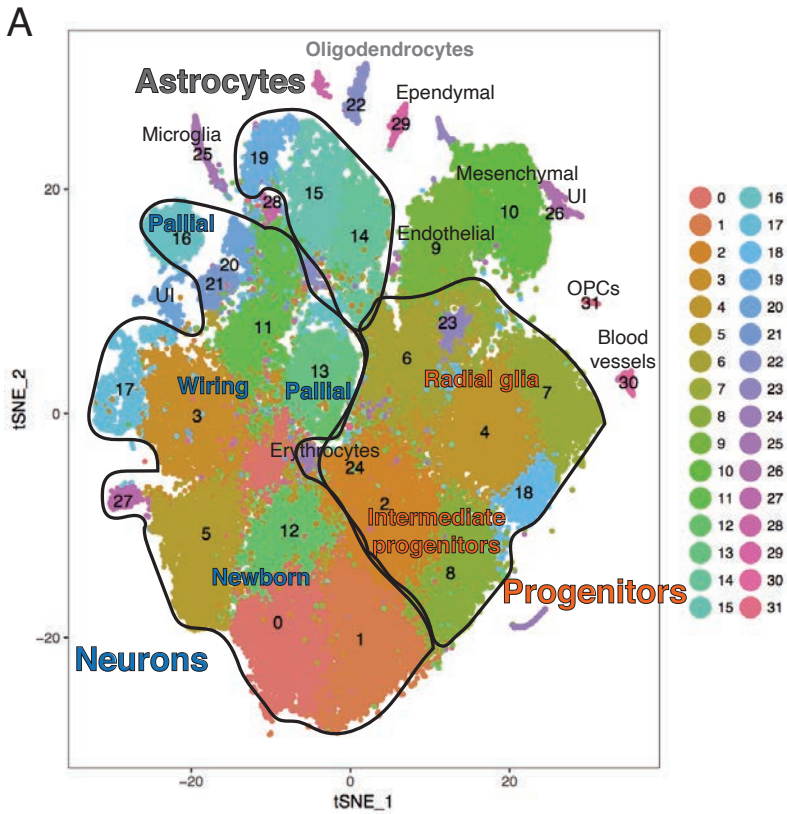 A
Oligodendrocytes
Astrocytes
22
Ependymal
29
Microglia
25
19
Mesenchymal
20
15
28
UI
10
26
Pallial
16
14
Endothelial
9
20
21
OPCs
31
UI
23
11
6
Blood
vessels
13
Radial glia
30
17
Wiring
Pallial
7
0
3
4
Erythrocytes
24
18
27
2
5
12
Intermediate
progenitors
Newborn
8
Progenitors
0
1
-20
Neurons
-20
0
20
tSNE_1
tSNE_2
0
1
2
3
4
5
6
7
8
9
10
11
12
13
14
15
16
17
18
19
20
21
22
23
24
25
26
27
28
29
30
31